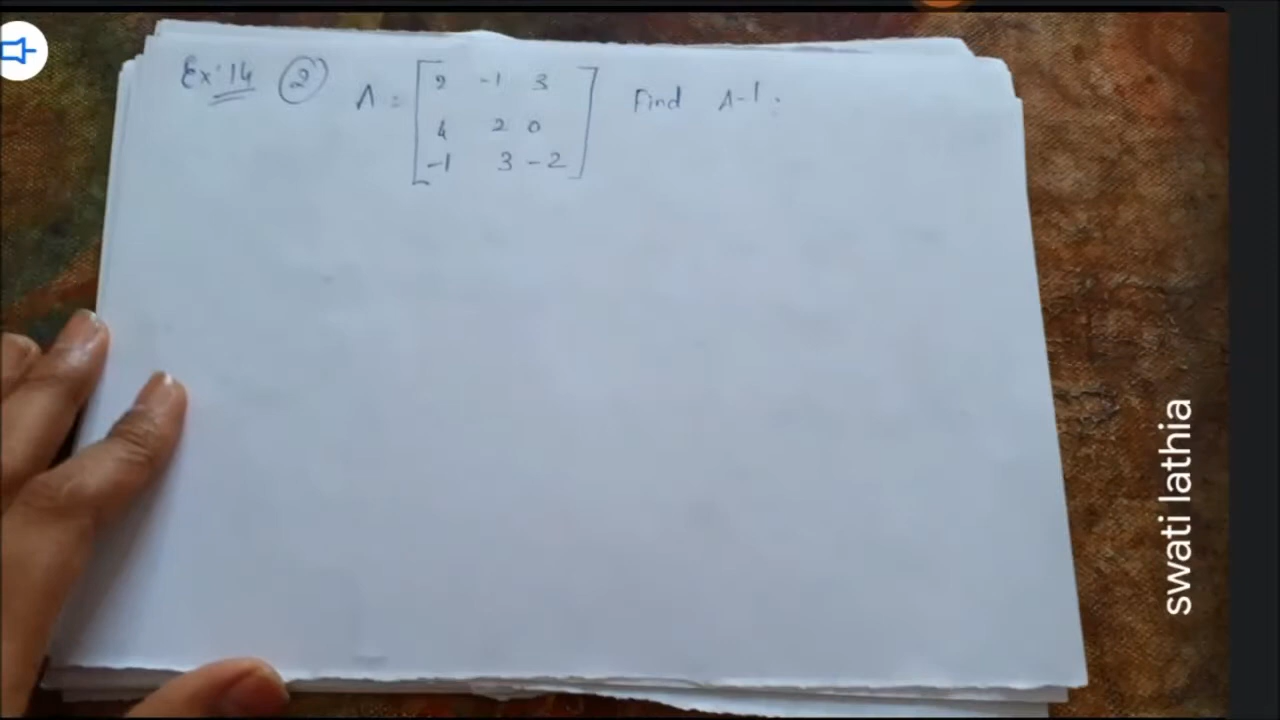 Ex:14 ② A = [2 -1 3 Find A-1.
4 2 0
-1 3 -2]
swati lathia